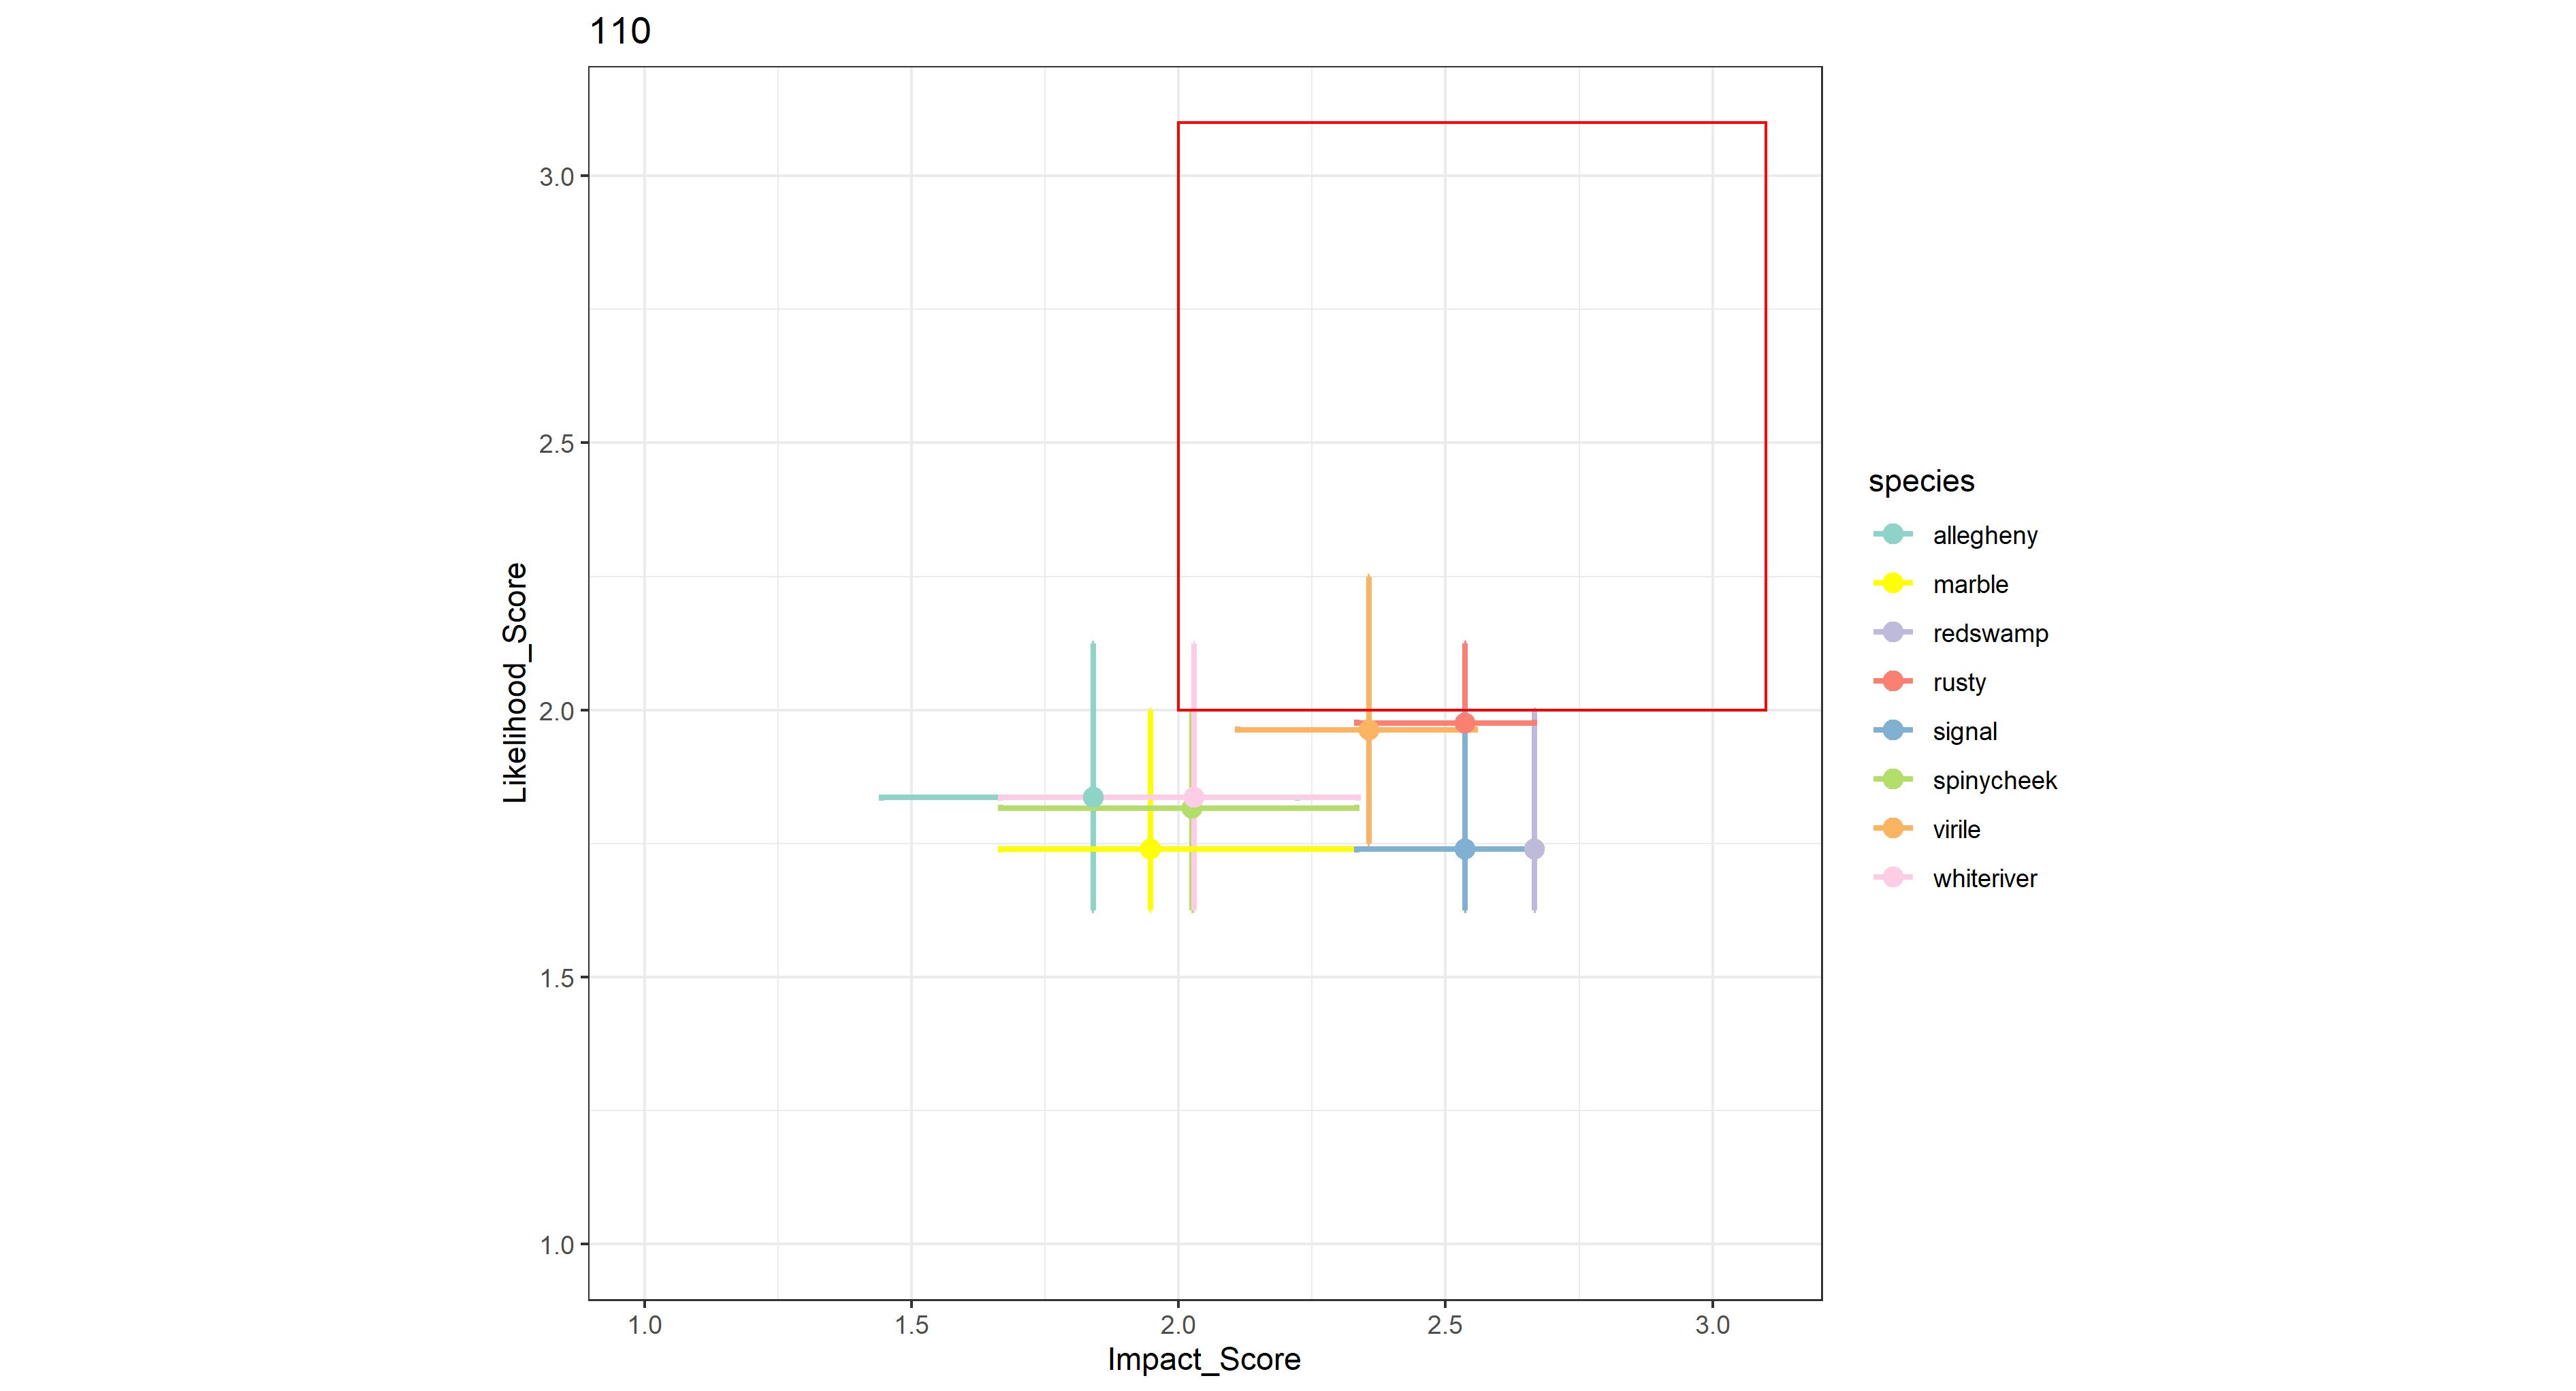 110
Likelihood_Score
3.0
2.5
2.0
1.5
1.0
1.0 1.5 2.0 2.5 3.0
Impact_Score
species
allegheny
marble
redswamp
rusty
signal
spinycheek
virile
whiteriver